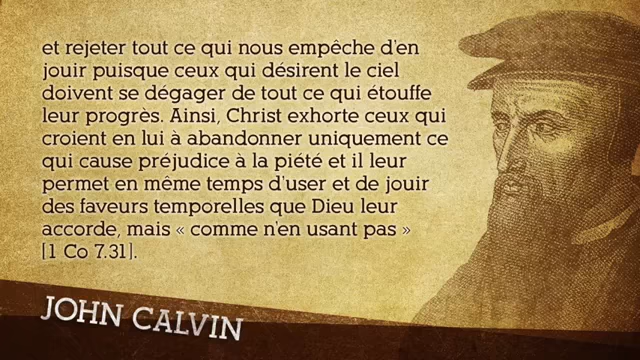 et rejeter tout ce qui nous empêche d'en
jouir puisque ceux qui désirent le ciel
doivent se dégager de tout ce qui étouffe
leur progrès. Ainsi, Christ exhorte ceux qui
croient en lui à abandonner uniquement ce
qui cause préjudice à la piété et il leur
permet en même temps d'user et de jouir
des faveurs temporelles que Dieu leur
accorde, mais « comme n'en usant pas »
[1 Co 7.31].
JOHN CALVIN